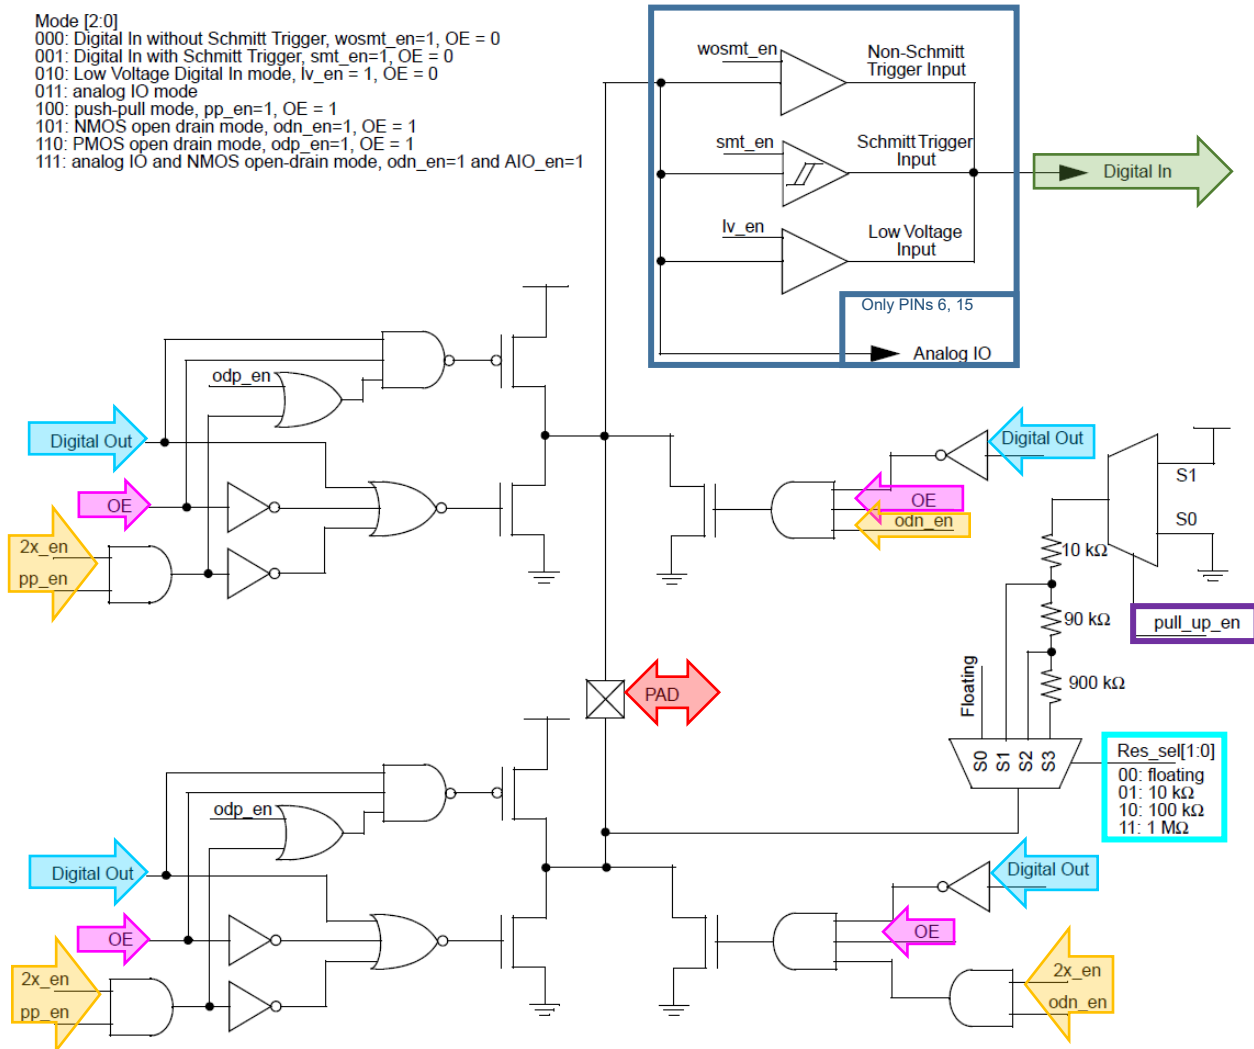 Mode [2:0]
000: Digital In without Schmitt Trigger, wosmt_en=1, OE = 0
001: Digital In with Schmitt Trigger, smt_en=1, OE = 0
010: Low Voltage Digital In mode, lv_en = 1, OE = 0
011: analog IO mode
100: push-pull mode, pp_en=1, OE = 1
101: NMOS open drain mode, odn_en=1, OE = 1
110: PMOS open drain mode, odp_en=1, OE = 1
111: analog IO and NMOS open-drain mode, odn_en=1 and AIO_en=1
wosmt_en
Non-Schmitt
Trigger Input
smt_en
Schmitt Trigger
Input
Digital In
lv_en
Low Voltage
Input
Only PINs 6, 15
Analog IO
odp_en
Digital Out
OE
2x_en
pp_en
Digital Out
OE
odn_en
S1
S0
10 kΩ
90 kΩ
900 kΩ
pull_up_en
PAD
Floating
S0
S1
S2
S3
Res_sel[1:0]
00: floating
01: 10 kΩ
10: 100 kΩ
11: 1 MΩ
odp_en
Digital Out
OE
2x_en
pp_en
Digital Out
OE
2x_en
odn_en